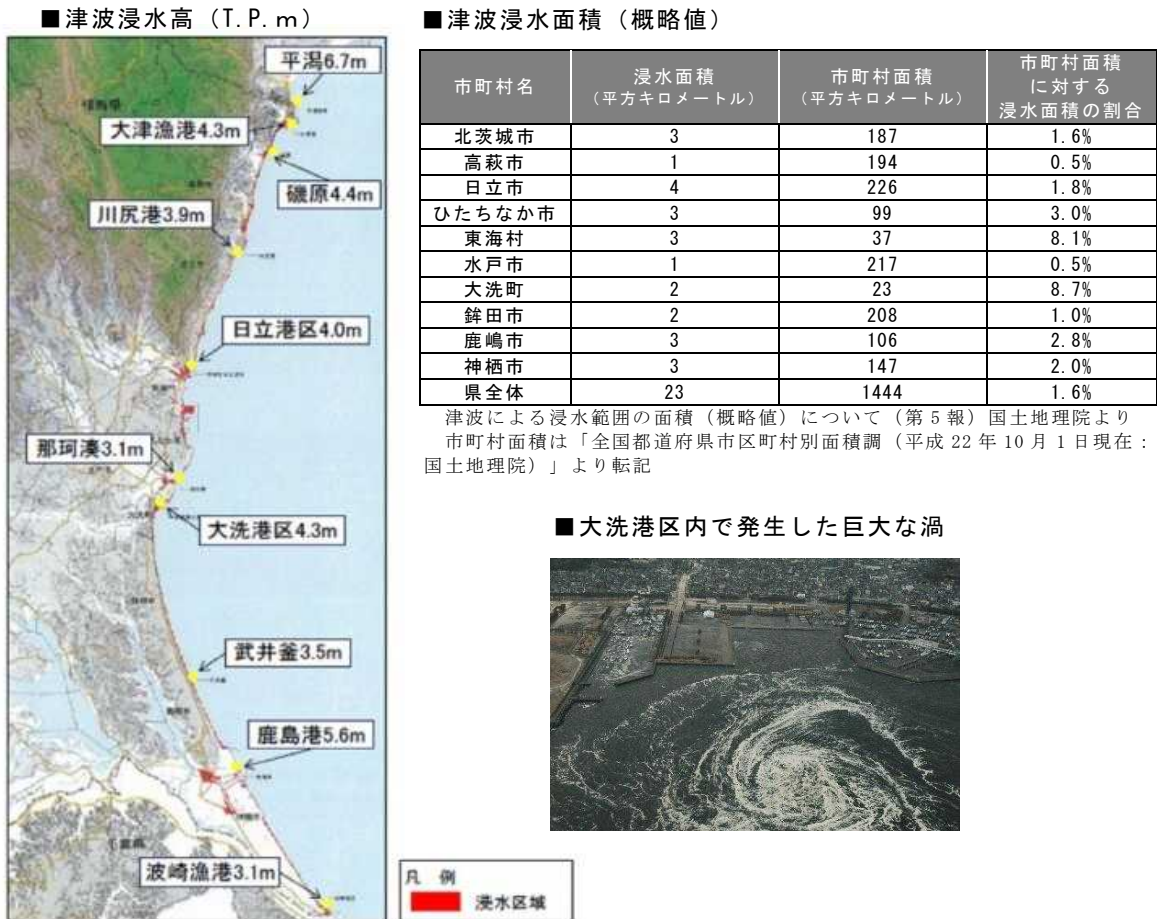 ■津波浸水高（T.P.m）
平潟6.7m
大津漁港4.3m
磯原4.4m
川尻港3.9m
日立港区4.0m
那珂湊3.1m
大洗港区4.3m
武井釜3.5m
鹿島港5.6m
波崎漁港3.1m
凡 例
浸水区域
■津波浸水面積（概略値）
市町村名 浸水面積（平方キロメートル） 市町村面積（平方キロメートル） 市町村面積に対する浸水面積の割合
北茨城市 3 187 1.6%
高萩市 1 194 0.5%
日立市 4 226 1.8%
ひたちなか市 3 99 3.0%
東海村 3 37 8.1%
水戸市 1 217 0.5%
大洗町 2 23 8.7%
鉾田市 2 208 1.0%
鹿嶋市 3 106 2.8%
神栖市 3 147 2.0%
県全体 23 1444 1.6%
津波による浸水範囲の面積（概略値）について（第5報）国土地理院より
市町村面積は「全国都道府県市区町村別面積調（平成22年10月1日現在：
国土地理院）」より転記
■大洗港区内で発生した巨大な渦